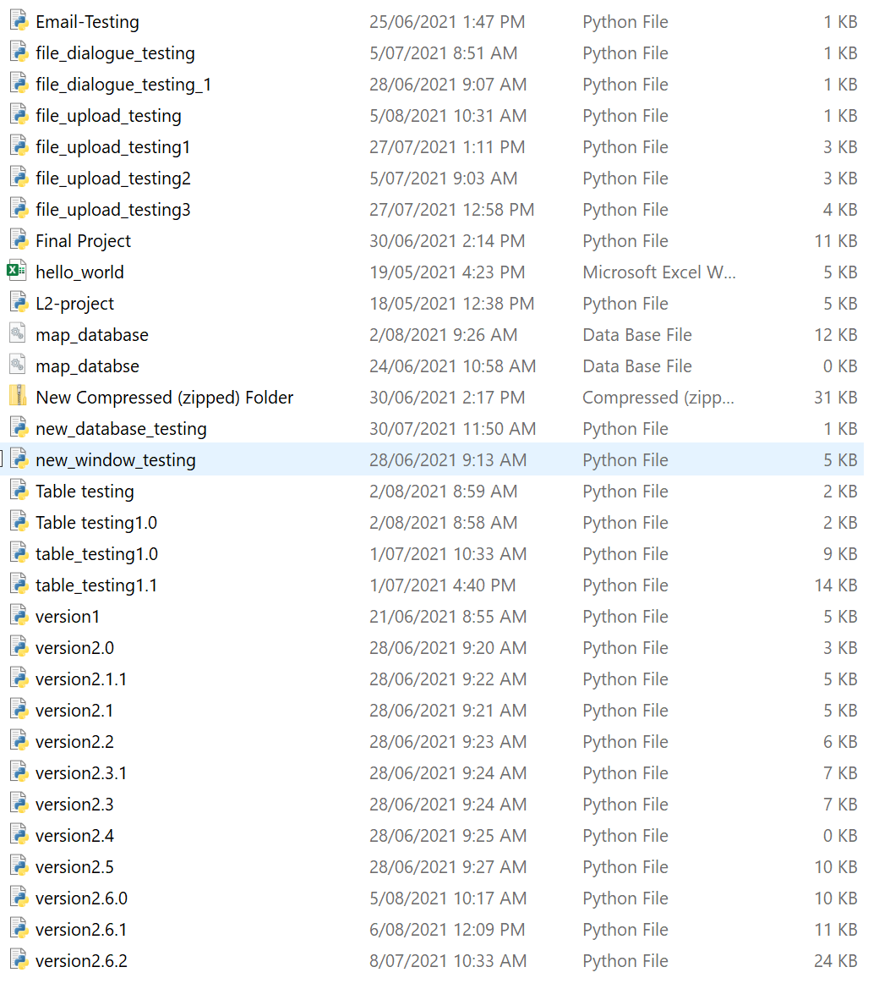 Email-Testing 25/06/2021 1:47 PM Python File 1 KB
file_dialogue_testing 5/07/2021 8:51 AM Python File 1 KB
file_dialogue_testing_1 28/06/2021 9:07 AM Python File 1 KB
file_upload_testing 5/08/2021 10:31 AM Python File 1 KB
file_upload_testing1 27/07/2021 1:11 PM Python File 3 KB
file_upload_testing2 5/07/2021 9:03 AM Python File 3 KB
file_upload_testing3 27/07/2021 12:58 PM Python File 4 KB
Final Project 30/06/2021 2:14 PM Python File 11 KB
hello_world 19/05/2021 4:23 PM Microsoft Excel W... 5 KB
L2-project 18/05/2021 12:38 PM Python File 5 KB
map_database 2/08/2021 9:26 AM Data Base File 12 KB
map_databse 24/06/2021 10:58 AM Data Base File 0 KB
New Compressed (zipped) Folder 30/06/2021 2:17 PM Compressed (zipp... 31 KB
new_database_testing 30/07/2021 11:50 AM Python File 1 KB
new_window_testing 28/06/2021 9:13 AM Python File 5 KB
Table testing 2/08/2021 8:59 AM Python File 2 KB
Table testing1.0 2/08/2021 8:58 AM Python File 2 KB
table_testing1.0 1/07/2021 10:33 AM Python File 9 KB
table_testing1.1 1/07/2021 4:40 PM Python File 14 KB
version1 21/06/2021 8:55 AM Python File 5 KB
version2.0 28/06/2021 9:20 AM Python File 3 KB
version2.1.1 28/06/2021 9:22 AM Python File 5 KB
version2.1 28/06/2021 9:21 AM Python File 5 KB
version2.2 28/06/2021 9:23 AM Python File 6 KB
version2.3.1 28/06/2021 9:24 AM Python File 7 KB
version2.3 28/06/2021 9:24 AM Python File 7 KB
version2.4 28/06/2021 9:25 AM Python File 0 KB
version2.5 28/06/2021 9:27 AM Python File 10 KB
version2.6.0 5/08/2021 10:17 AM Python File 10 KB
version2.6.1 6/08/2021 12:09 PM Python File 11 KB
version2.6.2 8/07/2021 10:33 AM Python File 24 KB